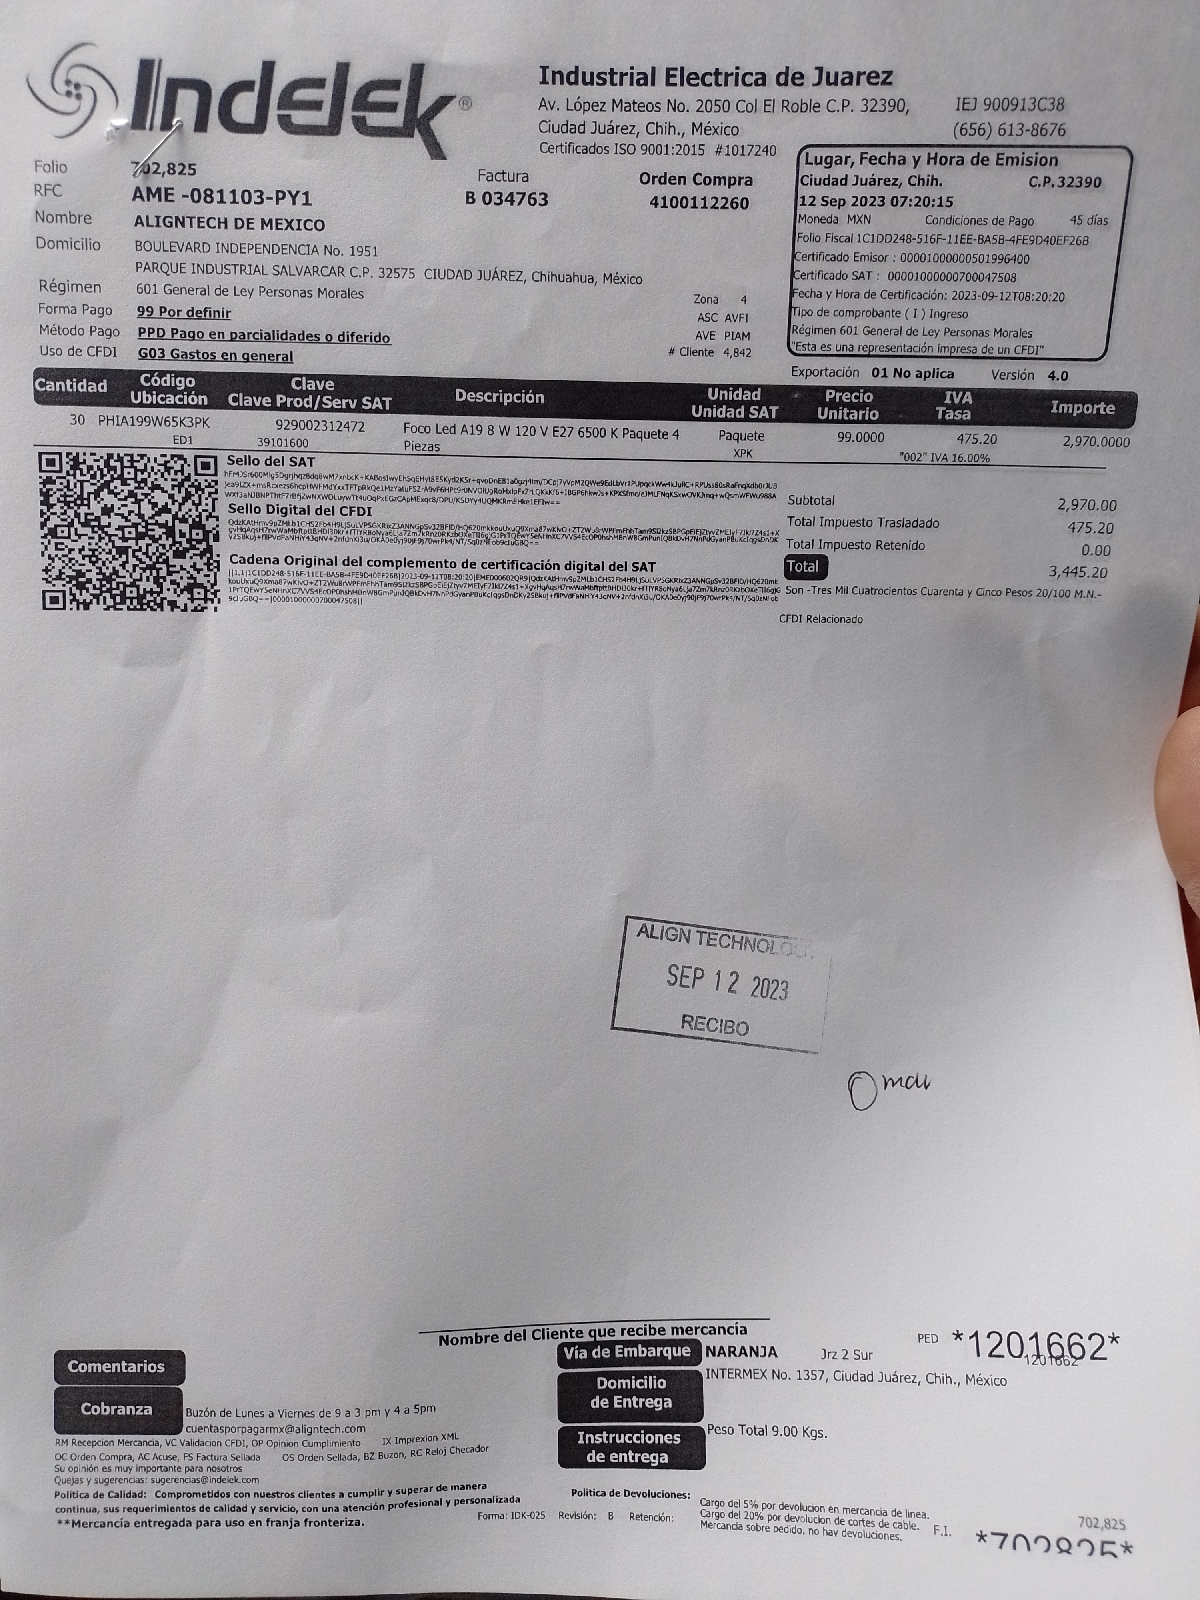 Indelek®
Industrial Electrica de Juarez
Av. López Mateos No. 2050 Col El Roble C.P. 32390,
Ciudad Juárez, Chih., México
Certificados ISO 9001:2015 #1017240
IEJ 900913C38
(656) 613-8676
Folio 702,825
RFC AME -081103-PY1
Factura
B 034763
Orden Compra
4100112260
Nombre ALIGNTECH DE MEXICO
Domicilio BOULEVARD INDEPENDENCIA No. 1951
PARQUE INDUSTRIAL SALVARCAR C.P. 32575 CIUDAD JUÁREZ, Chihuahua, México
Régimen 601 General de Ley Personas Morales
Forma Pago 99 Por definir
Método Pago PPD Pago en parcialidades o diferido
Uso de CFDI G03 Gastos en general
Zona 4
ASC AVFI
AVE PIAM
# Cliente 4,842
Lugar, Fecha y Hora de Emision
Ciudad Juárez, Chih. C.P.32390
12 Sep 2023 07:20:15
Moneda MXN Condiciones de Pago 45 días
Folio Fiscal 1C1DD248-516F-11EE-BA5B-4FE9D40EF26B
Certificado Emisor : 00001000000501996400
Certificado SAT : 00001000000700047508
Fecha y Hora de Certificación: 2023-09-12T08:20:20
Tipo de comprobante ( I ) Ingreso
Régimen 601 General de Ley Personas Morales
"Esta es una representación impresa de un CFDI"
Exportación 01 No aplica Versión 4.0
Cantidad Código Ubicación Clave Clave Prod/Serv SAT Descripción Unidad Unidad SAT Precio Unitario IVA Tasa Importe
30 PHIA199W65K3PK 929002312472 Foco Led A19 8 W 120 V E27 6500 K Paquete 4 Paquete 99.0000 475.20 2,970.0000
ED1 39101600 Piezas XPK "002" IVA 16.00%
Sello del SAT
Sello Digital del CFDI
Cadena Original del complemento de certificación digital del SAT
Subtotal 2,970.00
Total Impuesto Trasladado 475.20
Total Impuesto Retenido 0.00
Total 3,445.20
Son -Tres Mil Cuatrocientos Cuarenta y Cinco Pesos 20/100 M.N.-
CFDI Relacionado
ALIGN TECHNOLO
SEP 12 2023
RECIBO
Nombre del Cliente que recibe mercancía
PED *1201662*
1201662
Comentarios
Cobranza
Buzón de Lunes a Viernes de 9 a 3 pm y 4 a 5pm
cuentasporpagarmx@aligntech.com
Vía de Embarque NARANJA Jrz 2 Sur
Domicilio de Entrega INTERMEX No. 1357, Ciudad Juárez, Chih., México
Instrucciones de entrega Peso Total 9.00 Kgs.
RM Recepcion Mercancia, VC Validacion CFDI, OP Opinion Cumplimiento IX Impresion XML
OC Orden Compra, AC Acuse, FS Factura Sellada OS Orden Sellada, BZ Buzon, RC Reloj Checador
Su opinión es muy importante para nosotros
Quejas y sugerencias: sugerencias@indelek.com
Politica de Calidad: Comprometidos con nuestros clientes a cumplir y superar de manera
continua, sus requerimientos de calidad y servicio, con una atención profesional y personalizada
**Mercancía entregada para uso en franja fronteriza.
Forma: IDK-025 Revisión: B Retención:
Politica de Devoluciones:
Cargo del 5% por devolucion en mercancia de linea.
Cargo del 20% por devolucion de cortes de cable.
Mercancia sobre pedido, no hay devoluciones.
F.I.
702,825
*702825*